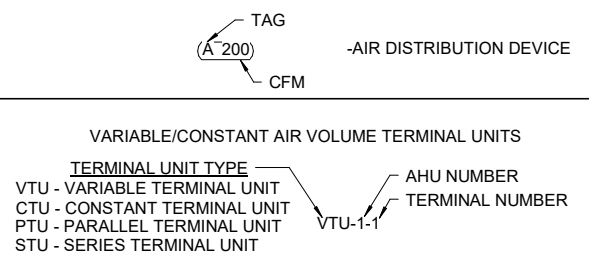 TAG
(A-200)
-AIR DISTRIBUTION DEVICE
CFM
VARIABLE/CONSTANT AIR VOLUME TERMINAL UNITS
TERMINAL UNIT TYPE
VTU - VARIABLE TERMINAL UNIT
CTU - CONSTANT TERMINAL UNIT
PTU - PARALLEL TERMINAL UNIT
STU - SERIES TERMINAL UNIT
VTU-1-1
AHU NUMBER
TERMINAL NUMBER